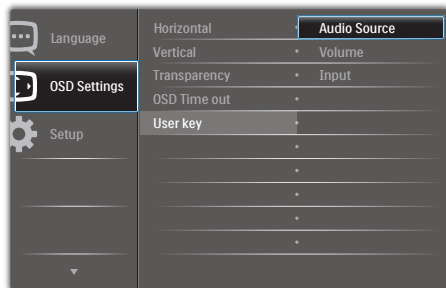 Language
OSD Settings
Setup
Horizontal
Vertical
Transparency
OSD Time out
User key
Audio Source
Volume
Input